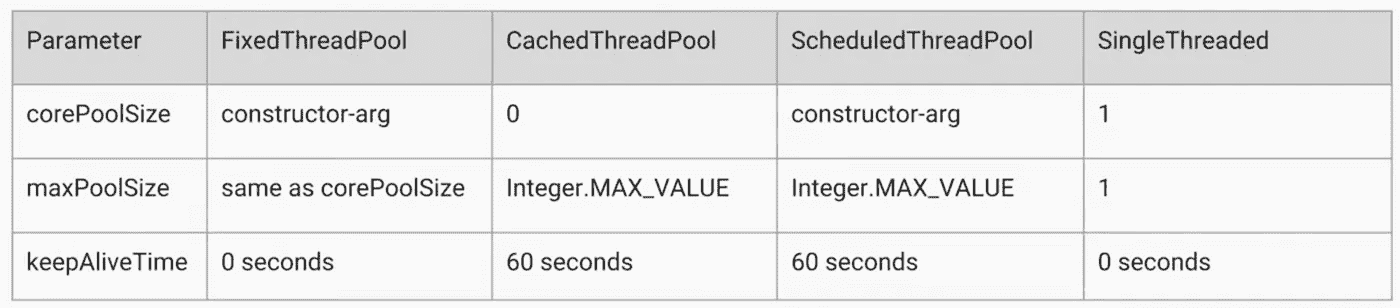 Parameter FixedThreadPool CachedThreadPool ScheduledThreadPool SingleThreaded
corePoolSize constructor-arg 0 constructor-arg 1
maxPoolSize same as corePoolSize Integer.MAX_VALUE Integer.MAX_VALUE 1
keepAliveTime 0 seconds 60 seconds 60 seconds 0 seconds